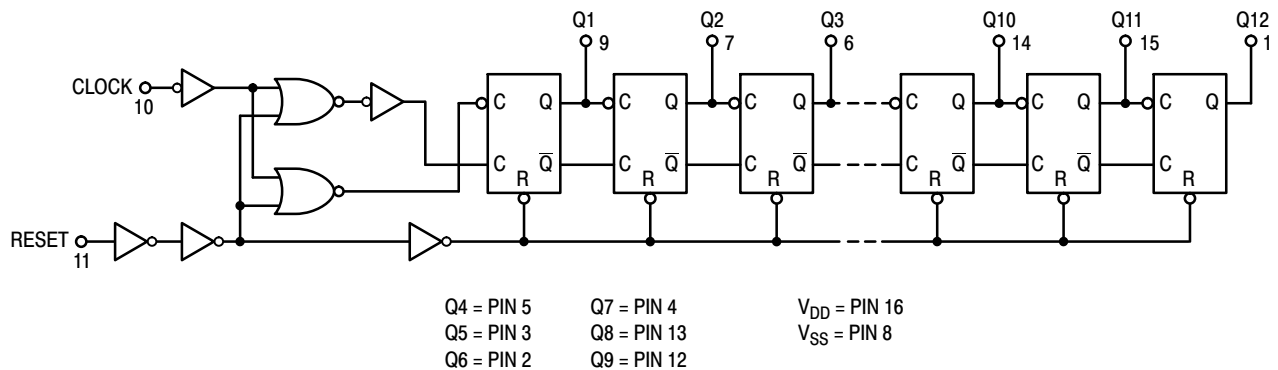 Q1 Q2 Q3 Q10 Q11 Q12
9 7 6 14 15 1
CLOCK
10
C Q C Q C Q C Q C Q C Q
C Q̅ C Q̅ C Q̅ C Q̅ C Q̅ C
R R R R R R
RESET
11
Q4 = PIN 5 Q7 = PIN 4 VDD = PIN 16
Q5 = PIN 3 Q8 = PIN 13 VSS = PIN 8
Q6 = PIN 2 Q9 = PIN 12